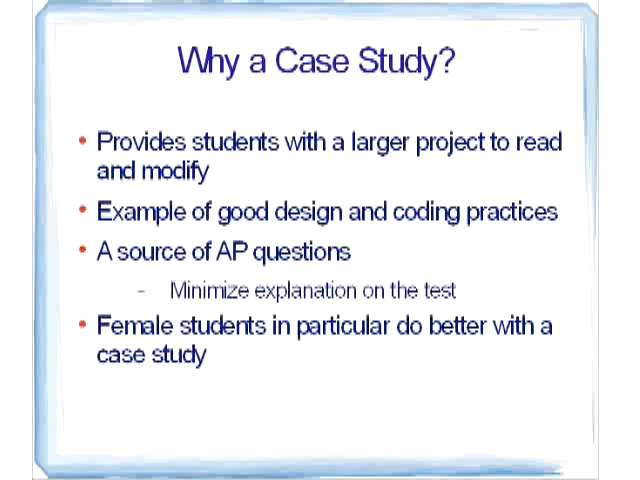 Why a Case Study?
• Provides students with a larger project to read
and modify
• Example of good design and coding practices
• A source of AP questions
– Minimize explanation on the test
• Female students in particular do better with a
case study